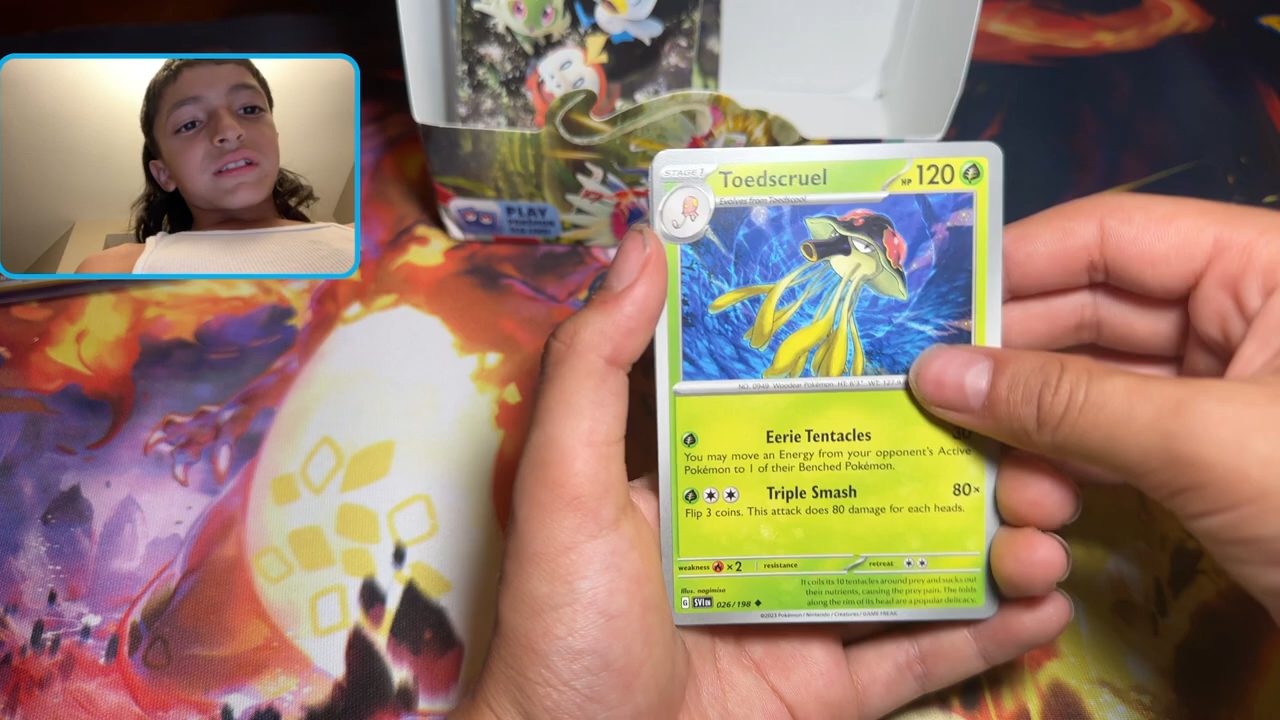 PLAY
STAGE 1
Toedscruel
HP 120
Evolves from Toedscool
NO. 0949 Woodear Pokémon HT: 6'3" WT:
Eerie Tentacles 30
You may move an Energy from your opponent's Active
Pokémon to 1 of their Benched Pokémon.
Triple Smash 80×
Flip 3 coins. This attack does 80 damage for each heads.
weakness ×2 resistance retreat
Illus. nagimiso
G SVI EN 026/198
It coils its 10 tentacles around prey and sucks out
their nutrients, causing the prey pain. The folds
along the rim of its head are a popular delicacy.
©2023 Pokémon / Nintendo / Creatures / GAME FREAK